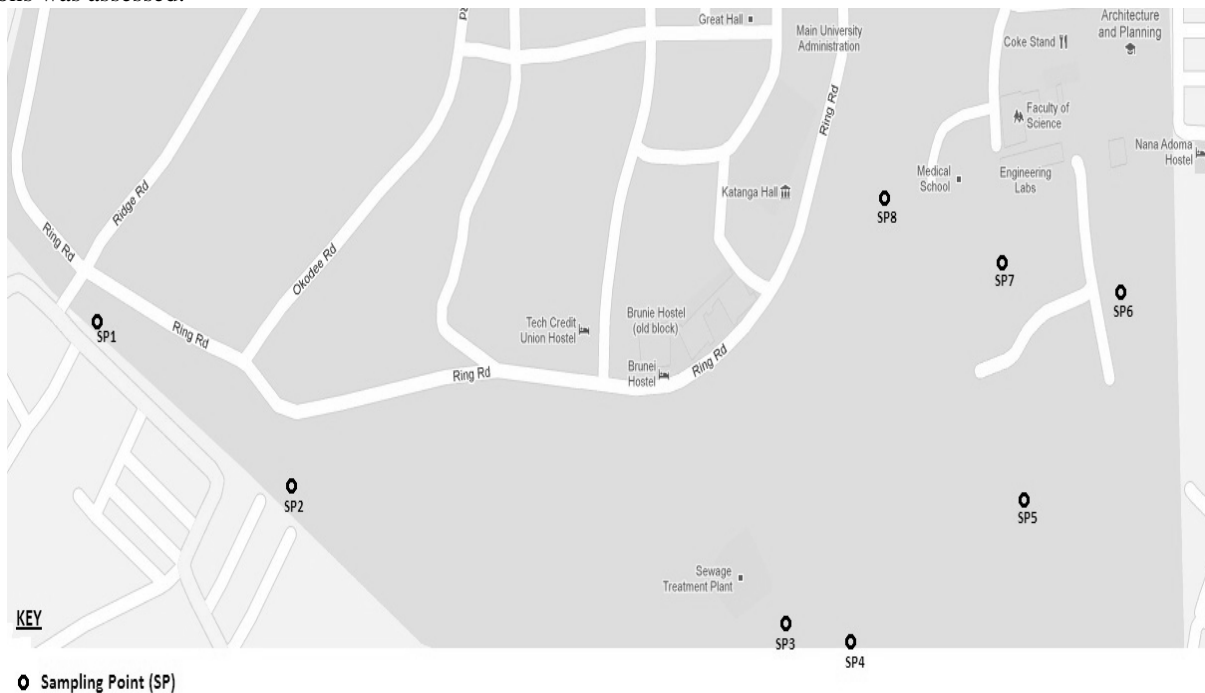 ons was assessed.
Great Hall
Main University
Administration
Architecture
and Planning
Coke Stand
Ring Rd
Faculty of
Science
Nana Adoma
Hostel
Medical
School
Engineering
Labs
Katanga Hall
SP8
Ridge Rd
Ring Rd
Okodee Rd
SP7
SP6
SP1
Ring Rd
Tech Credit
Union Hostel
Brunie Hostel
(old block)
Brunei
Hostel
Ring Rd
Ring Rd
SP2
SP5
Sewage
Treatment Plant
SP3
SP4
KEY
Sampling Point (SP)